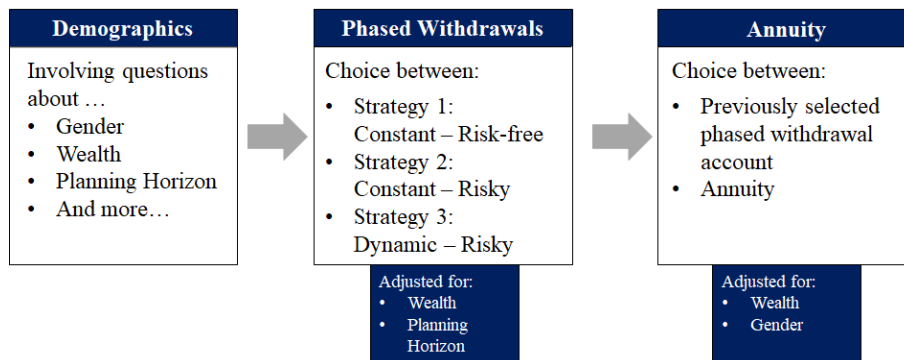 Demographics
Involving questions
about …
• Gender
• Wealth
• Planning Horizon
• And more…
Phased Withdrawals
Choice between:
• Strategy 1:
Constant – Risk-free
• Strategy 2:
Constant – Risky
• Strategy 3:
Dynamic – Risky
Adjusted for:
• Wealth
• Planning
Horizon
Annuity
Choice between:
• Previously selected
phased withdrawal
account
• Annuity
Adjusted for:
• Wealth
• Gender